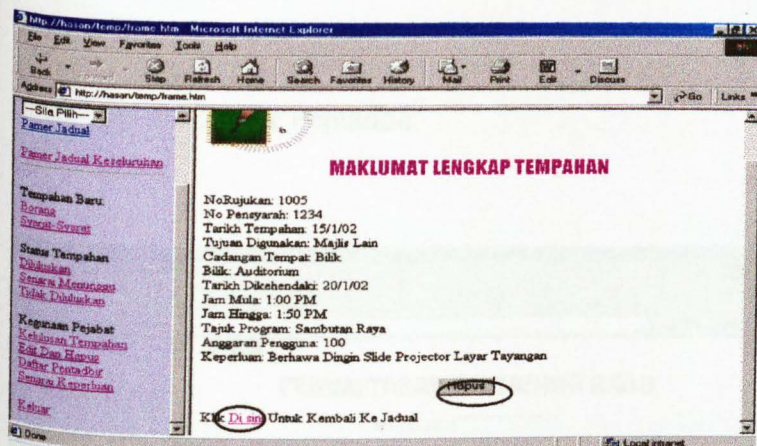 http://hasan/temp/frame.htm Microsoft Internet Explorer
File Edit View Favorites Tools Help
Back Stop Refresh Home Search Favorites History Mail Print Edit Discuss
Address http://hasan/temp/frame.htm Go Links
--Sila Pilih--
Pamer Jadual
Pamer Jadual Keseluruhan
Tempahan Baru:
Borang
Syarat-Syarat
Status Tempahan
Diluluskan
Senarai Menunggu
Tidak Diluluskan
Kegunaan Pejabat
Kelulusan Tempahan
Edit Dan Hapus
Daftar Pentadbir
Senarai Keperluan
Keluar
MAKLUMAT LENGKAP TEMPAHAN
NoRujukan: 1005
No Pensyarah: 1234
Tarikh Tempahan: 15/1/02
Tujuan Digunakan: Majlis Lain
Cadangan Tempat: Bilik
Bilik: Auditorium
Tarikh Dikehendaki: 20/1/02
Jam Mula: 1:00 PM
Jam Hingga: 1:50 PM
Tajuk Program: Sambutan Raya
Anggaran Pengguna: 100
Keperluan: Berhawa Dingin Slide Projector Layar Tayangan
Hapus
Klik Di sini Untuk Kembali Ke Jadual
Done
Local intranet